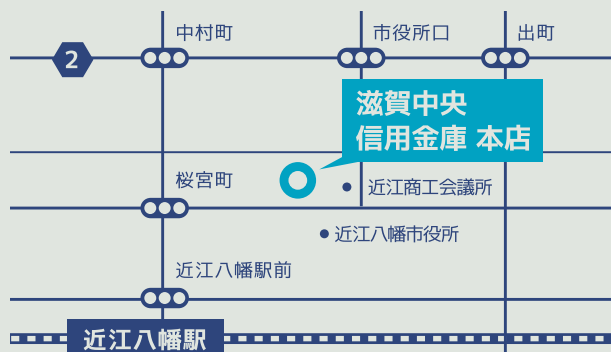 中村町
市役所口
出町
2
滋賀中央
信用金庫 本店
桜宮町
近江商工会議所
近江八幡市役所
近江八幡駅前
近江八幡駅